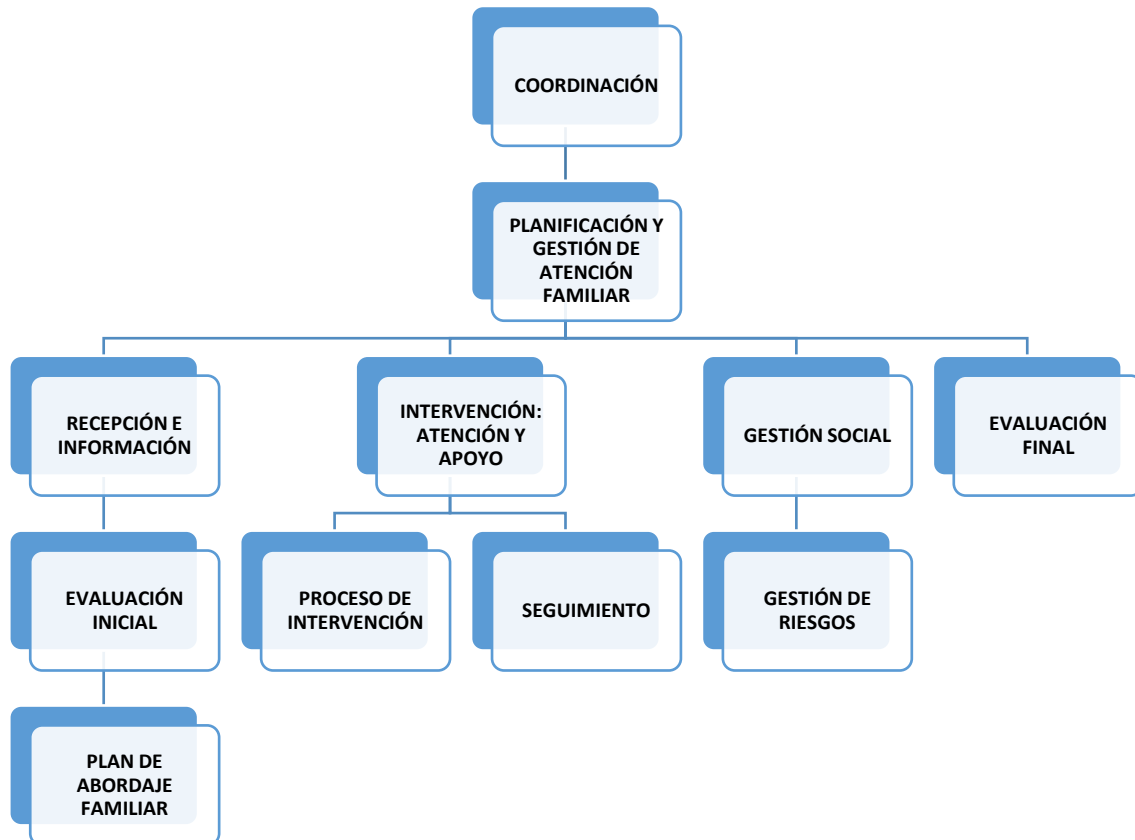 COORDINACIÓN
PLANIFICACIÓN Y
GESTIÓN DE
ATENCIÓN
FAMILIAR
RECEPCIÓN E
INFORMACIÓN
INTERVENCIÓN:
ATENCIÓN Y
APOYO
GESTIÓN SOCIAL
EVALUACIÓN
FINAL
EVALUACIÓN
INICIAL
PROCESO DE
INTERVENCIÓN
SEGUIMIENTO
GESTIÓN DE
RIESGOS
PLAN DE
ABORDAJE
FAMILIAR